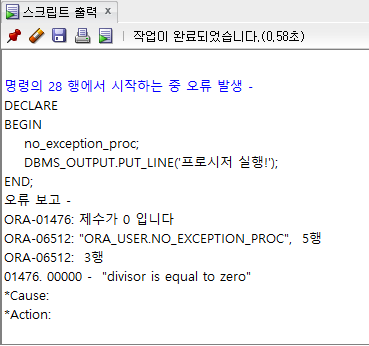 스크립트 출력 ×
작업이 완료되었습니다.(0.58초)
명령의 28 행에서 시작하는 중 오류 발생 -
DECLARE
BEGIN
no_exception_proc;
DBMS_OUTPUT.PUT_LINE('프로시저 실행!');
END;
오류 보고 -
ORA-01476: 제수가 0 입니다
ORA-06512: "ORA_USER.NO_EXCEPTION_PROC", 5행
ORA-06512: 3행
01476. 00000 - "divisor is equal to zero"
*Cause:
*Action: